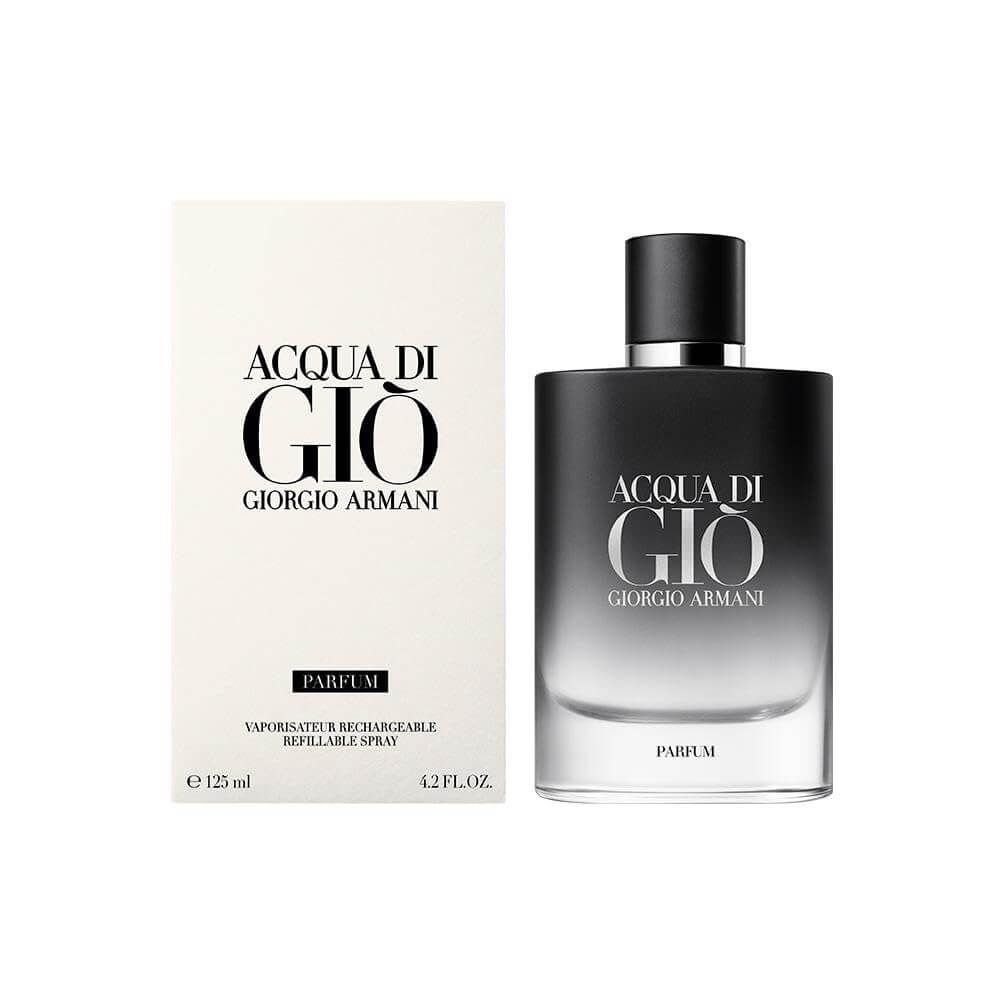 ACQUA DI
GIÒ
GIORGIO ARMANI
PARFUM
VAPORISATEUR RECHARGEABLE
REFILLABLE SPRAY
℮ 125 ml 4.2 FL.OZ.
ACQUA DI
GIÒ
GIORGIO ARMANI
PARFUM